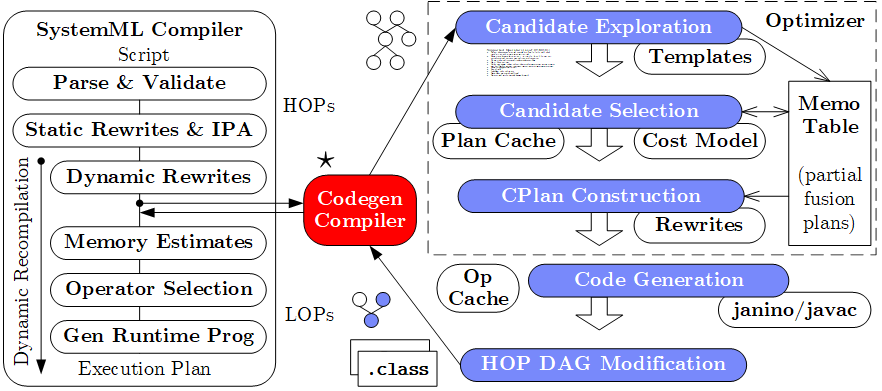 SystemML Compiler
Script
Parse & Validate
Static Rewrites & IPA
Dynamic Rewrites
Memory Estimates
Operator Selection
Gen Runtime Prog
Execution Plan
Dynamic Recompilation
HOPs
LOPs
Codegen
Compiler
.class
Optimizer
Candidate Exploration
Templates
Candidate Selection
Plan Cache
Cost Model
CPlan Construction
Rewrites
Memo
Table
(partial
fusion
plans)
Op
Cache
Code Generation
janino/javac
HOP DAG Modification